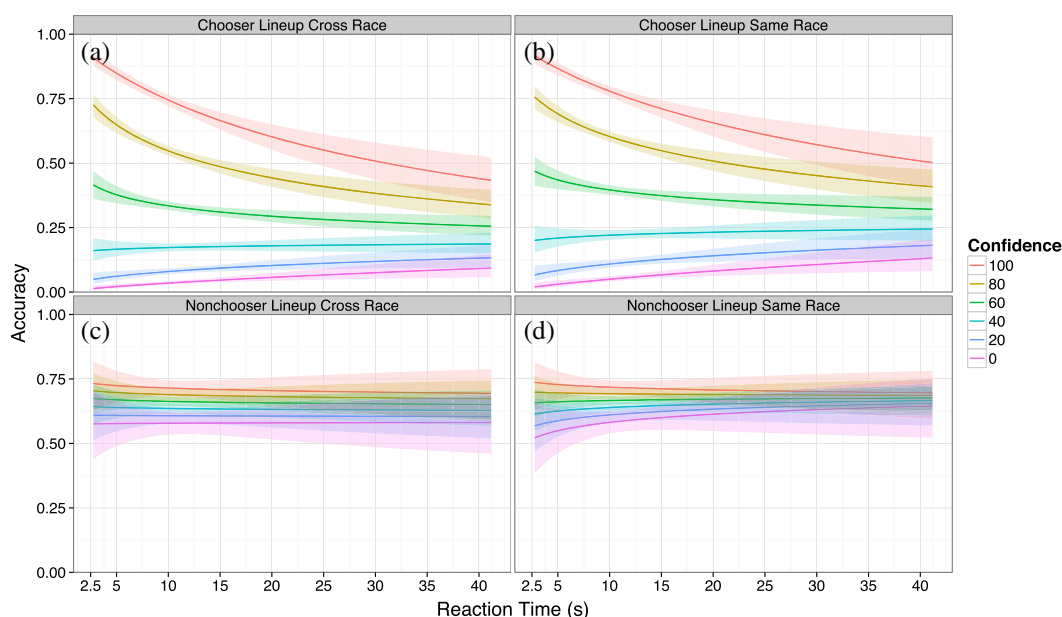 Chooser Lineup Cross Race
Chooser Lineup Same Race
(a)
(b)
1.00
0.75
0.50
0.25
0.00
Nonchooser Lineup Cross Race
Nonchooser Lineup Same Race
(c)
(d)
1.00
0.75
0.50
0.25
0.00
Accuracy
2.5 5 10 15 20 25 30 35 40
2.5 5 10 15 20 25 30 35 40
Reaction Time (s)
Confidence
100
80
60
40
20
0